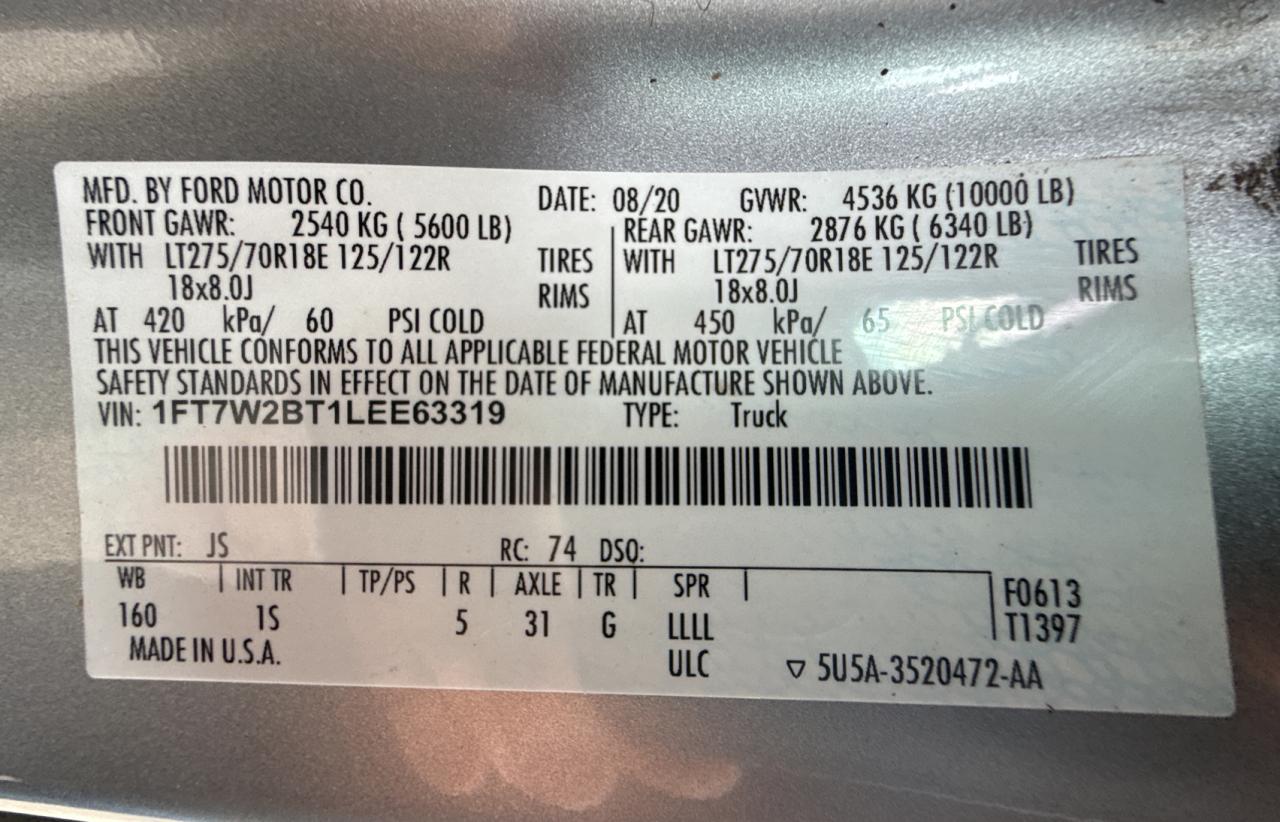 MFD. BY FORD MOTOR CO. DATE: 08/20 GVWR: 4536 KG (10000 LB)
FRONT GAWR: 2540 KG ( 5600 LB) REAR GAWR: 2876 KG ( 6340 LB)
WITH LT275/70R18E 125/122R TIRES WITH LT275/70R18E 125/122R TIRES
18x8.0J RIMS 18x8.0J RIMS
AT 420 kPa/ 60 PSI COLD AT 450 kPa/ 65 PSI COLD
THIS VEHICLE CONFORMS TO ALL APPLICABLE FEDERAL MOTOR VEHICLE
SAFETY STANDARDS IN EFFECT ON THE DATE OF MANUFACTURE SHOWN ABOVE.
VIN: 1FT7W2BT1LEE63319 TYPE: Truck
EXT PNT: JS RC: 74 DSO:
WB | INT TR | TP/PS | R | AXLE | TR | SPR | F0613
160 1S 5 31 G LLLL T1397
MADE IN U.S.A. ULC ▽ 5U5A-3520472-AA